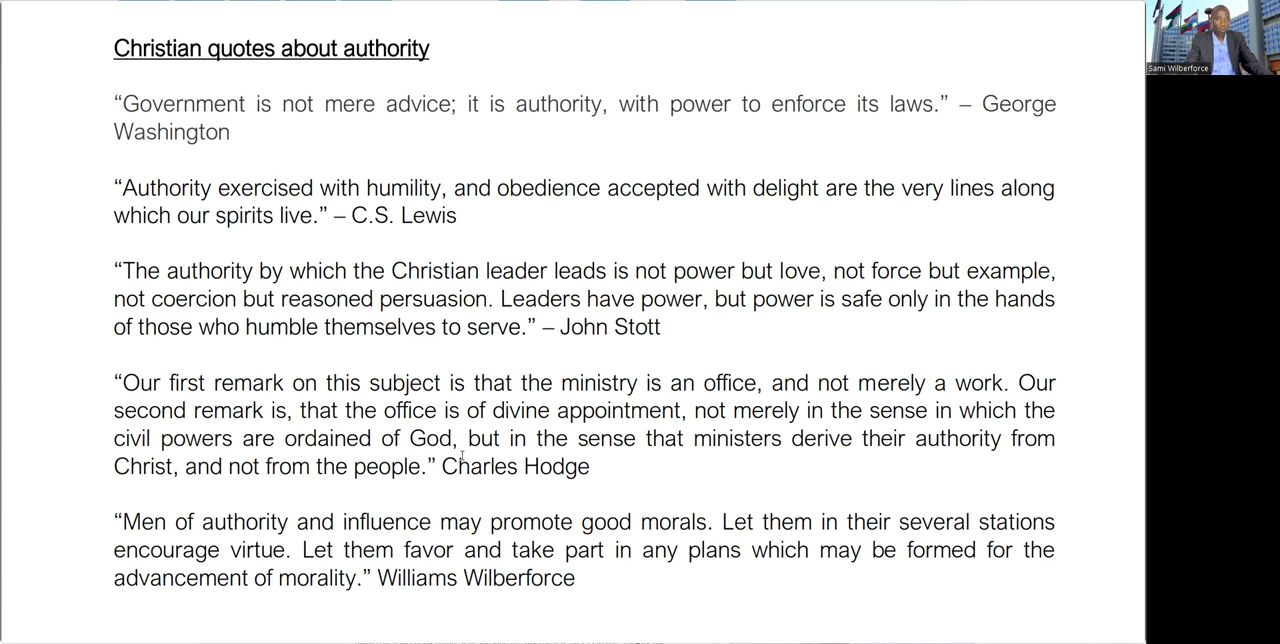 Christian quotes about authority
“Government is not mere advice; it is authority, with power to enforce its laws.” – George
Washington
“Authority exercised with humility, and obedience accepted with delight are the very lines along
which our spirits live.” – C.S. Lewis
“The authority by which the Christian leader leads is not power but love, not force but example,
not coercion but reasoned persuasion. Leaders have power, but power is safe only in the hands
of those who humble themselves to serve.” – John Stott
“Our first remark on this subject is that the ministry is an office, and not merely a work. Our
second remark is, that the office is of divine appointment, not merely in the sense in which the
civil powers are ordained of God, but in the sense that ministers derive their authority from
Christ, and not from the people.” Charles Hodge
“Men of authority and influence may promote good morals. Let them in their several stations
encourage virtue. Let them favor and take part in any plans which may be formed for the
advancement of morality.” Williams Wilberforce
Sami Wilberforce